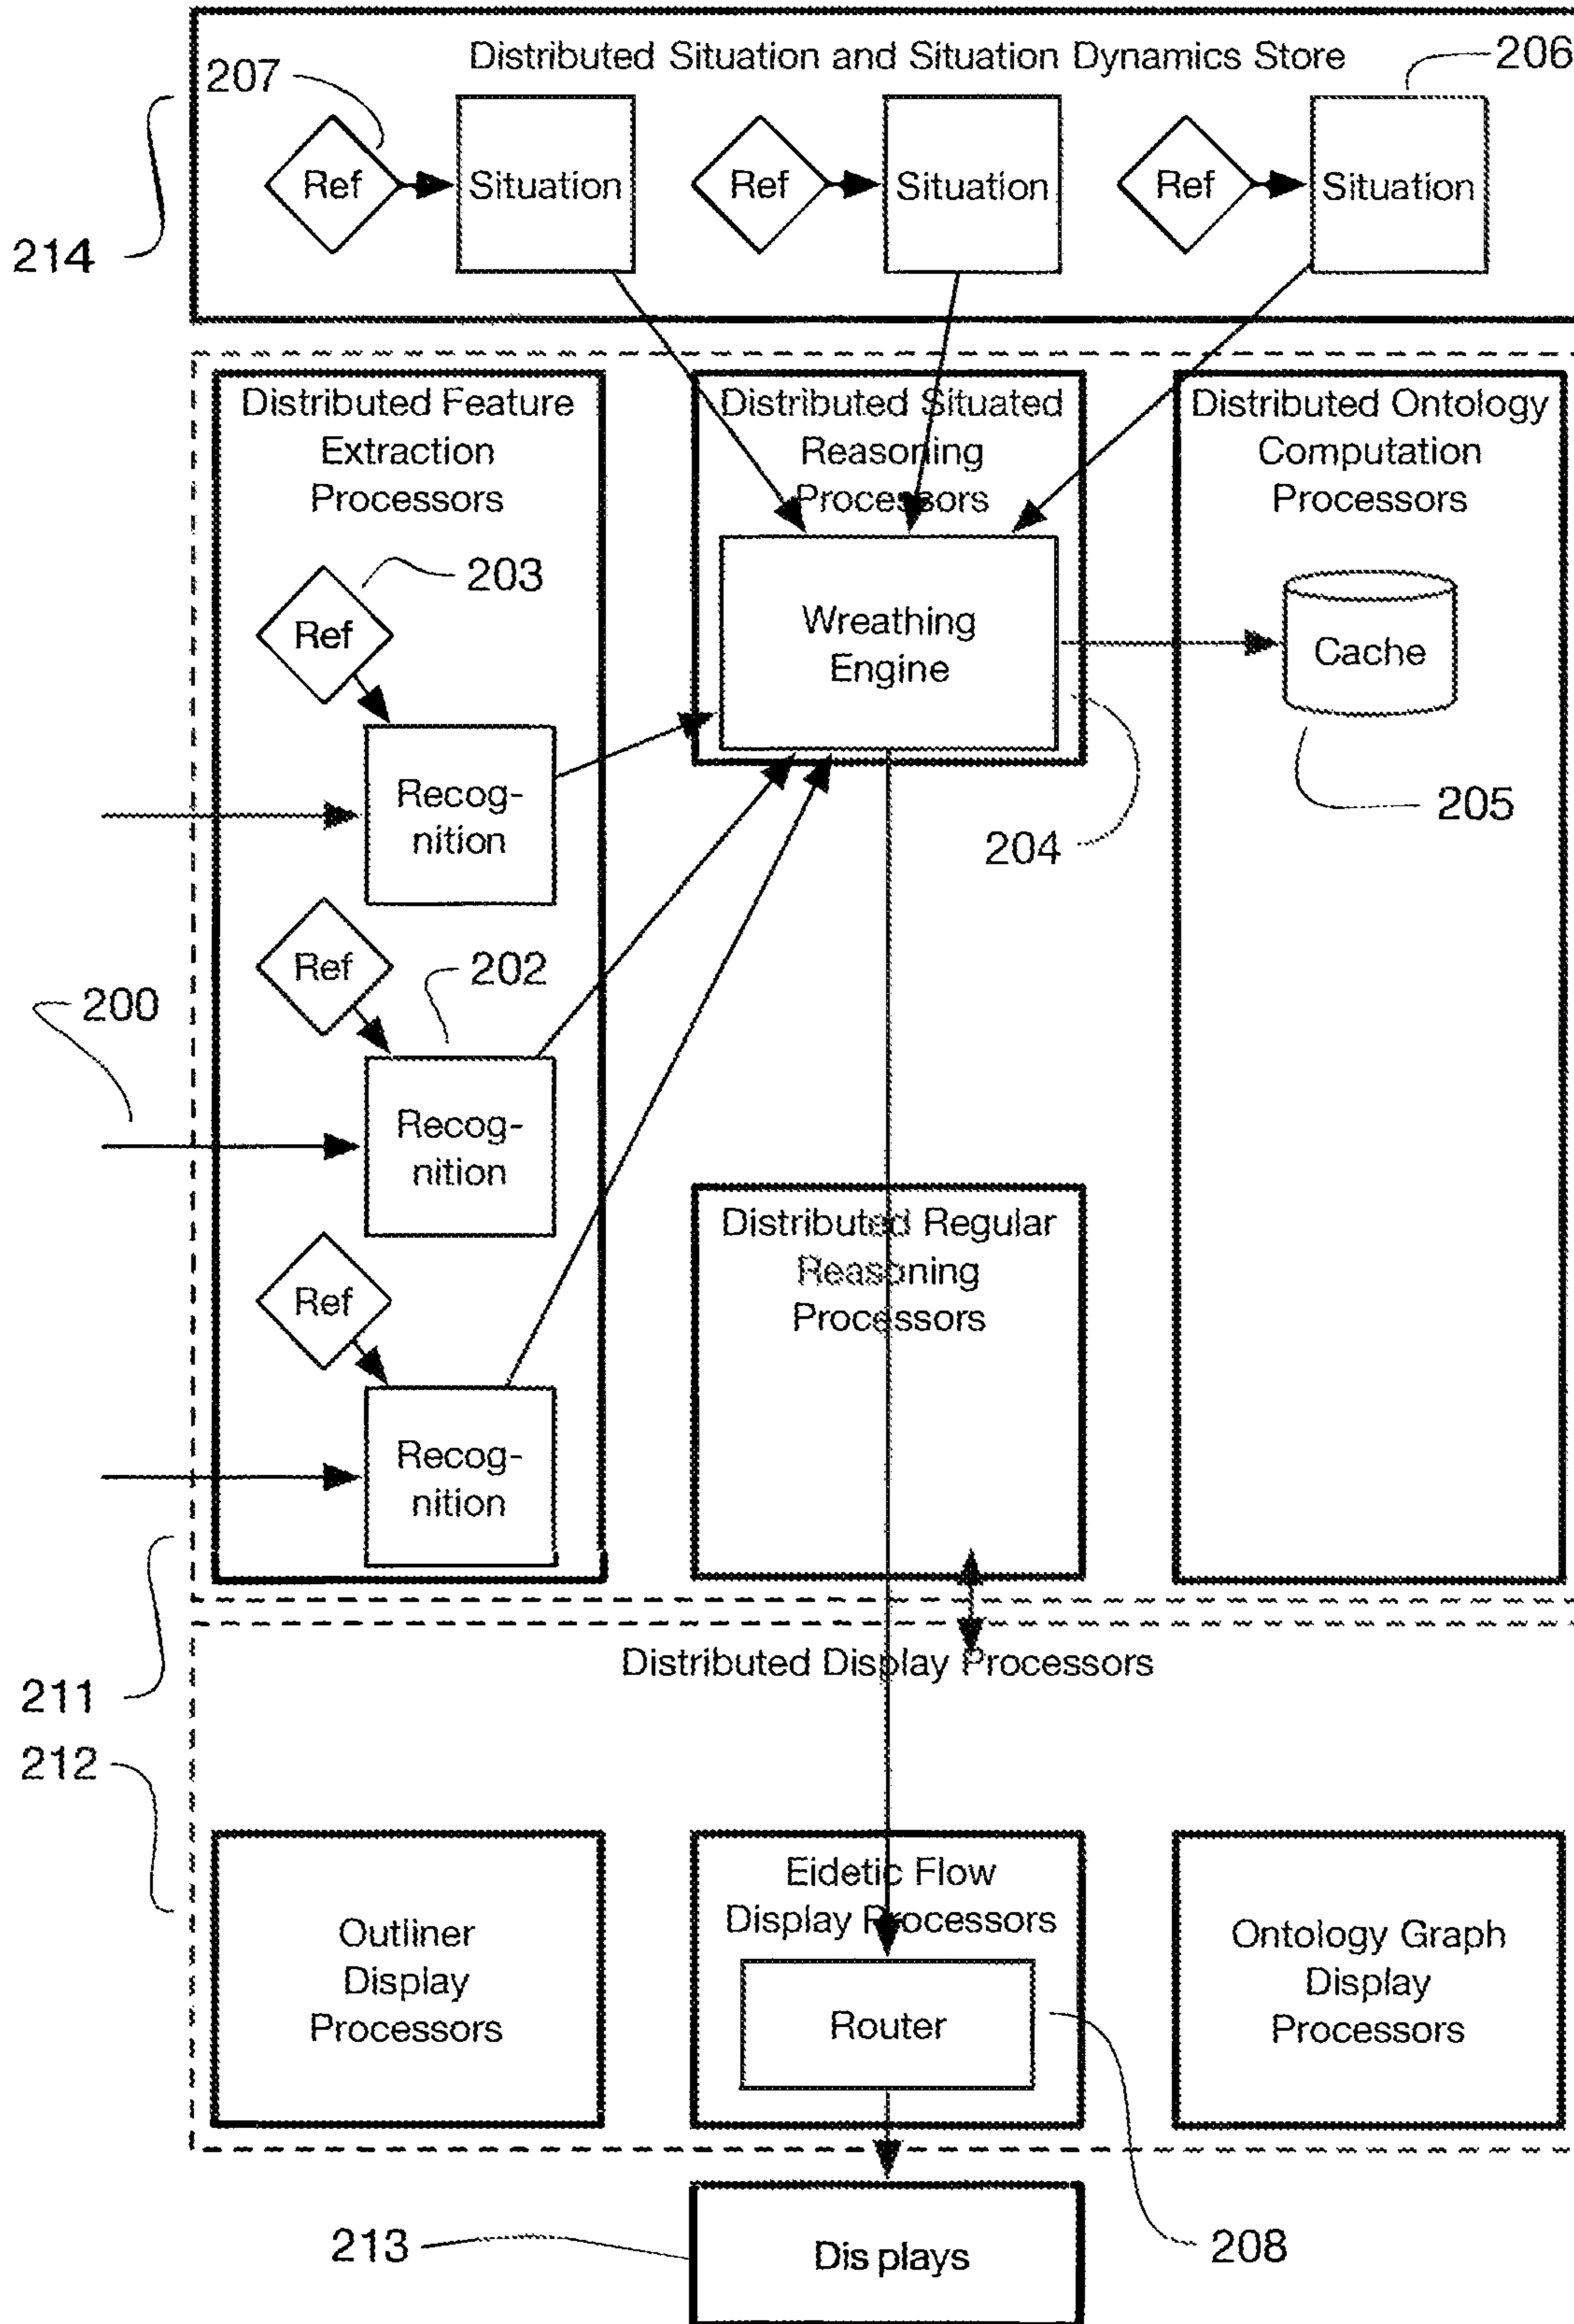 Distributed Situation and Situation Dynamics Store
206
207
Ref
Situation
Ref
Situation
Ref
Situation
214
Distributed Feature
Extraction
Processors
Distributed Situated
Reasoning
Processors
Distributed Ontology
Computation
Processors
203
Ref
Wreathing
Engine
Cache
Recog-
nition
204
205
Ref
202
200
Recog-
nition
Distributed Regular
Reasoning
Processors
Ref
Recog-
nition
211
Distributed Display Processors
212
Outliner
Display
Processors
Eidetic Flow
Display Processors
Router
Ontology Graph
Display
Processors
213
Displays
208